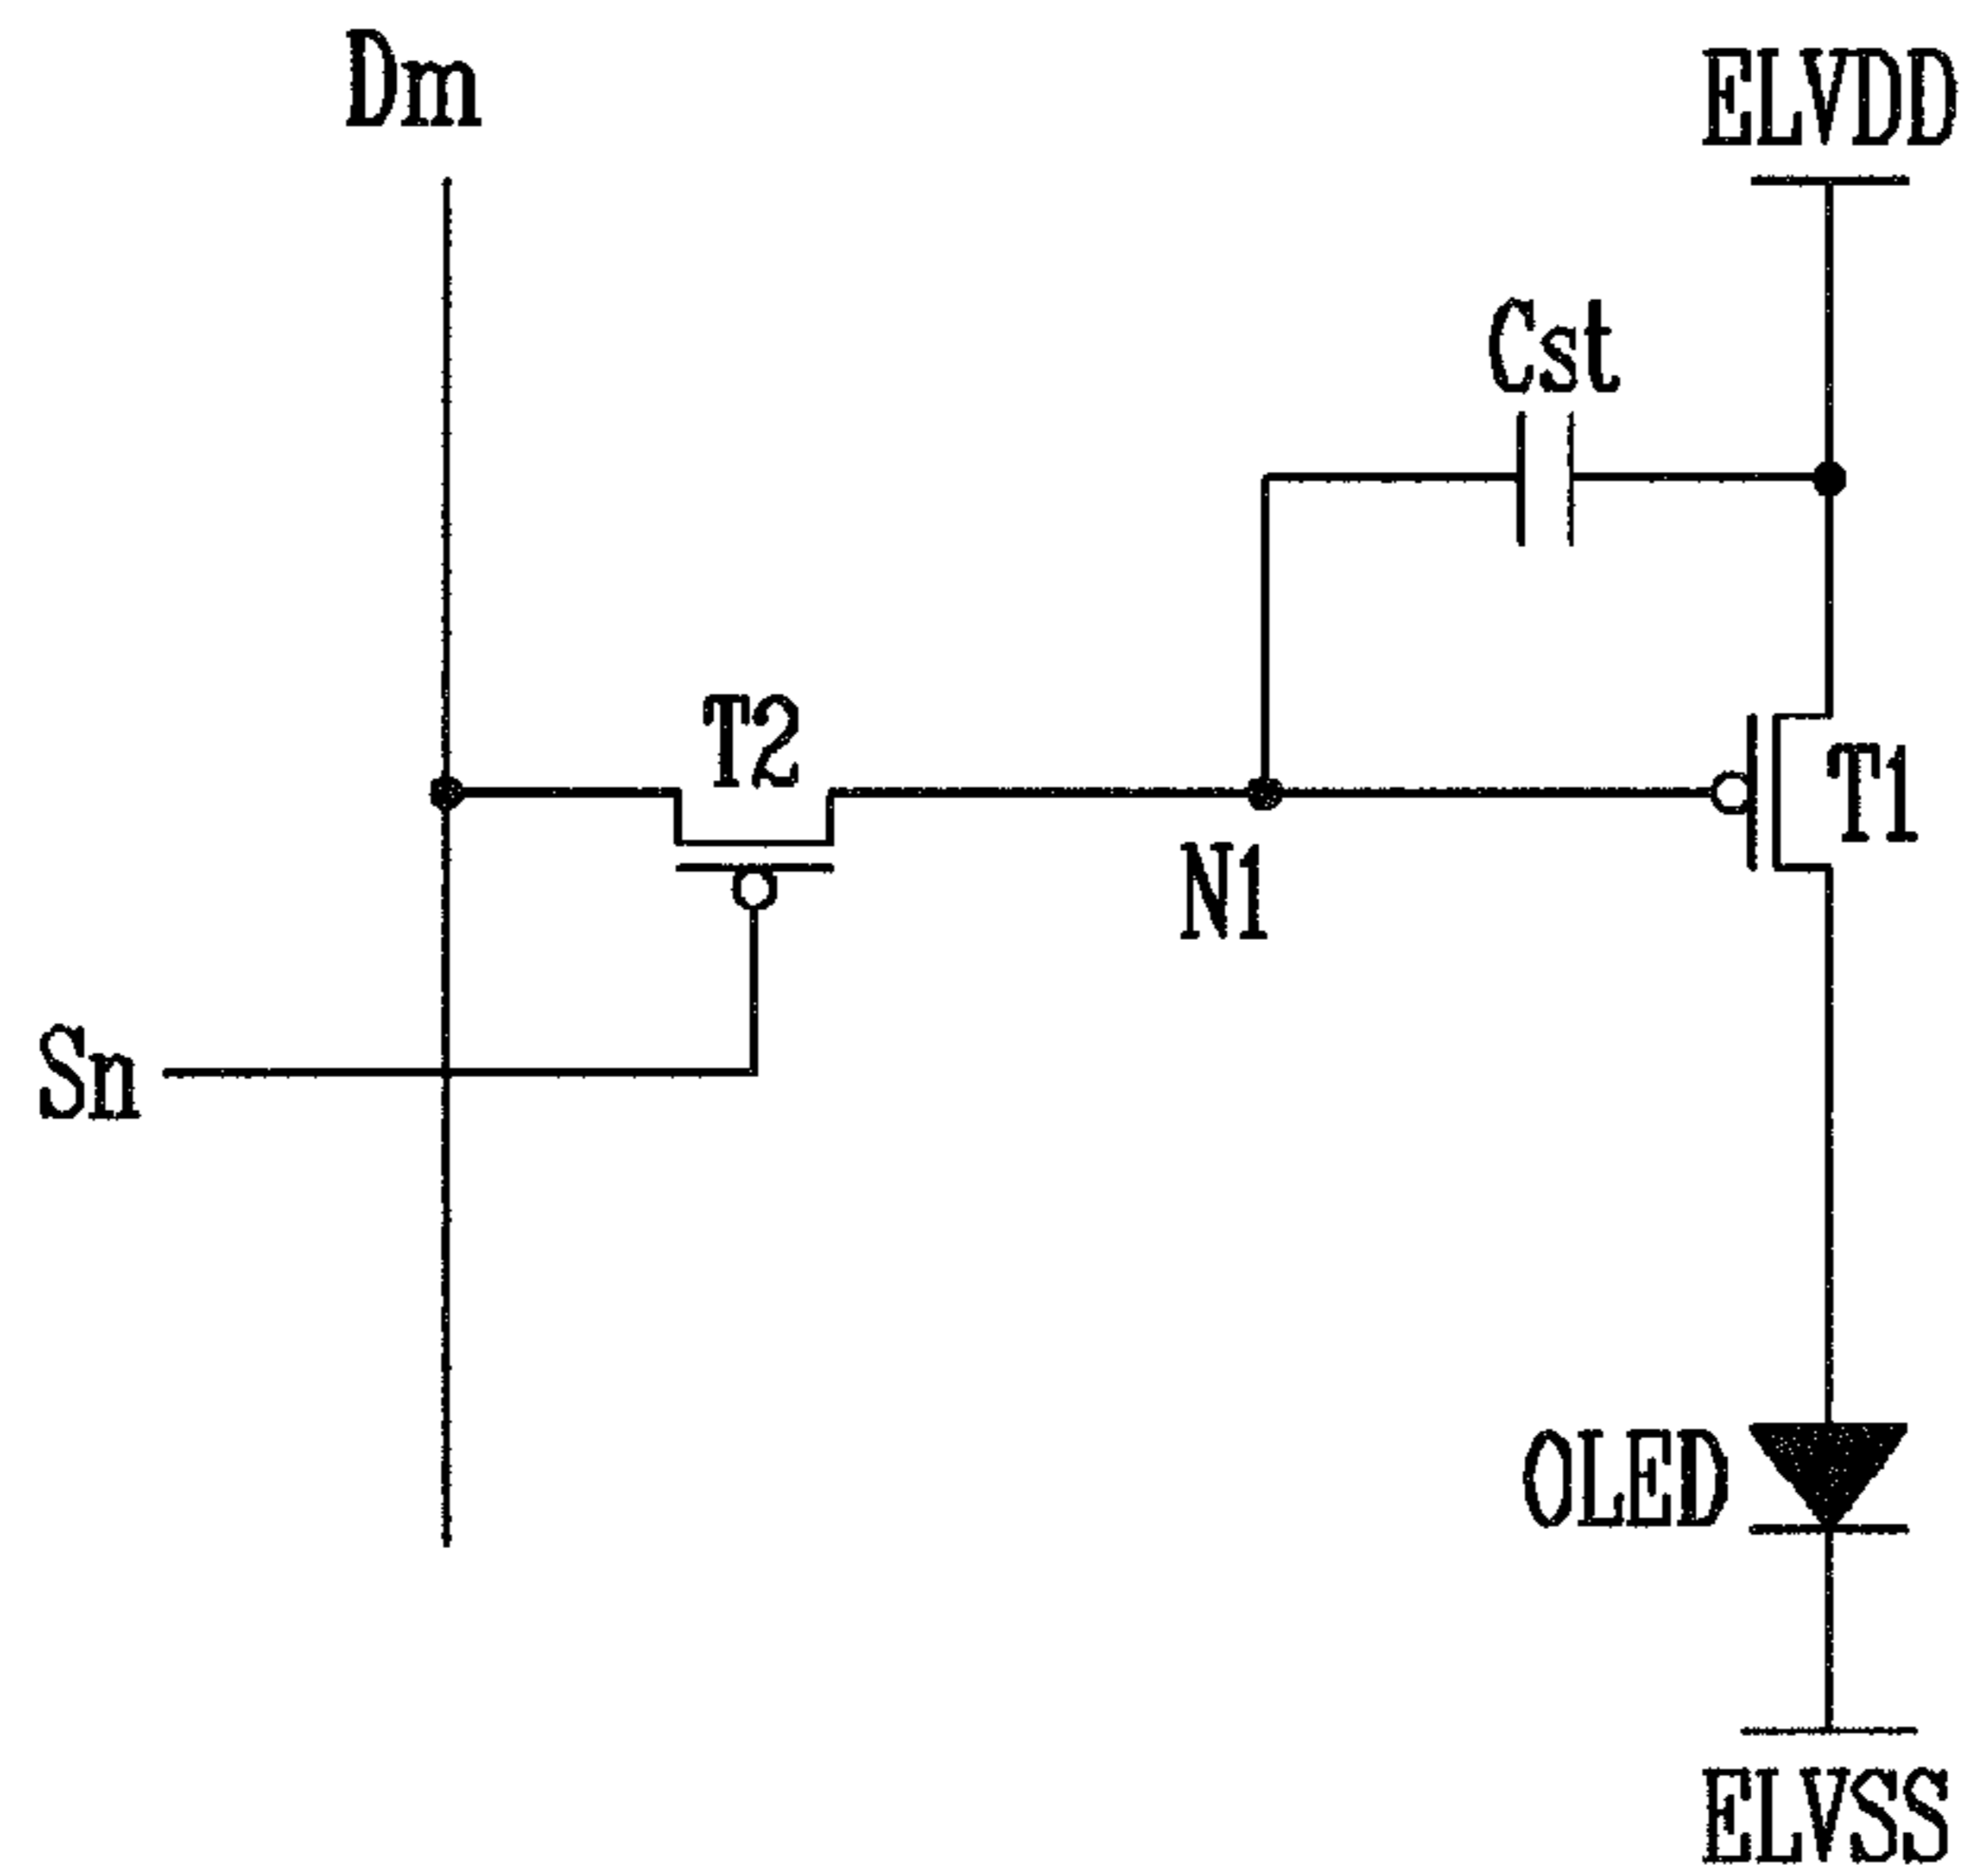 Dm
ELVDD
Cst
T2
T1
N1
Sn
OLED
ELVSS